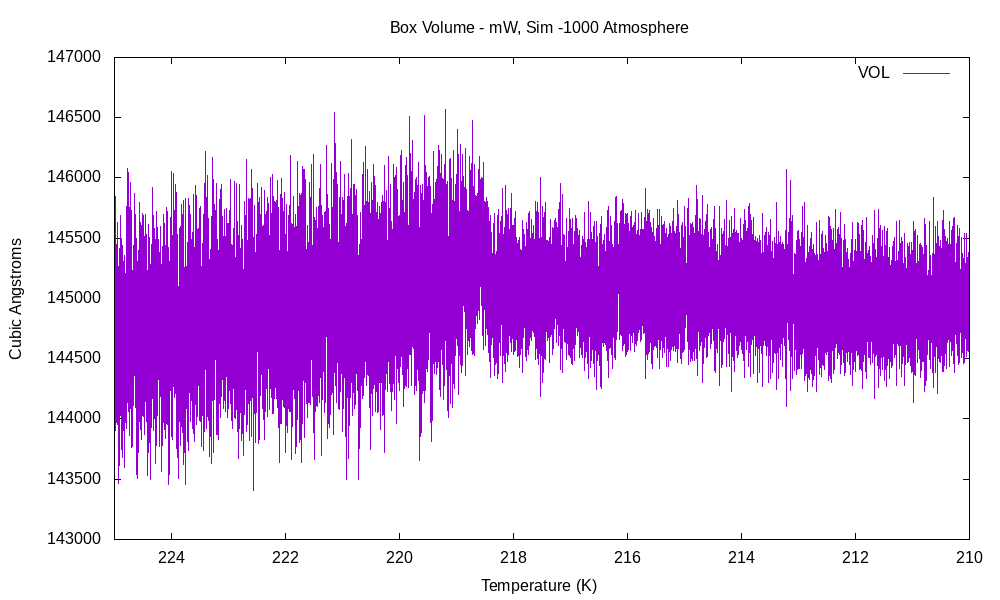 Box Volume - mW, Sim -1000 Atmosphere
VOL
147000
146500
146000
145500
145000
144500
144000
143500
143000
Cubic Angstroms
224 222 220 218 216 214 212 210
Temperature (K)